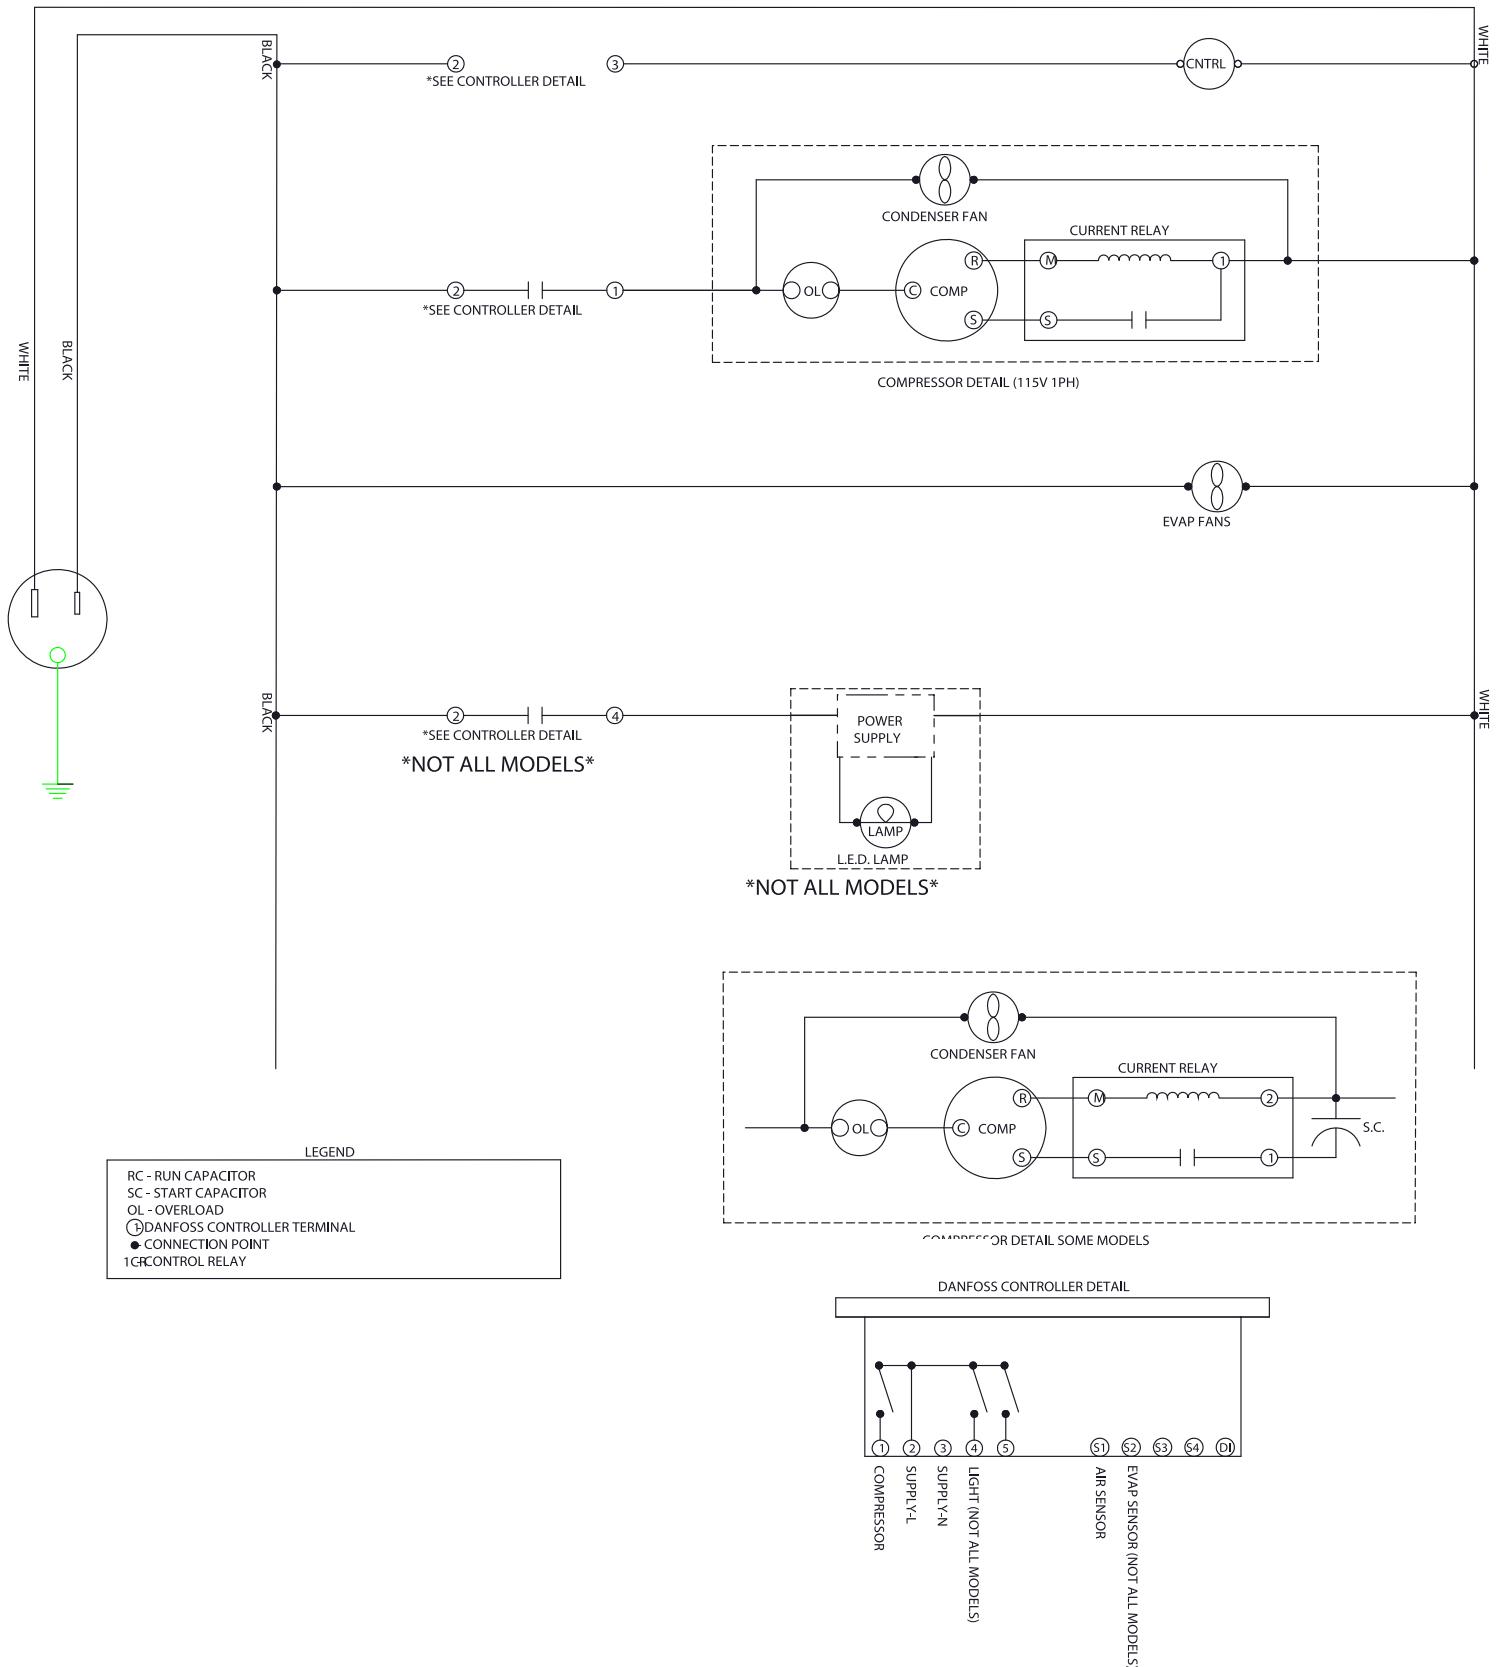 BLACK
WHITE
2
3
CNTRL
*SEE CONTROLLER DETAIL
CONDENSER FAN
CURRENT RELAY
R
M
1
2
1
OL
C
COMP
*SEE CONTROLLER DETAIL
S
S
WHITE
BLACK
COMPRESSOR DETAIL (115V 1PH)
EVAP FANS
BLACK
WHITE
2
4
POWER
SUPPLY
*SEE CONTROLLER DETAIL
*NOT ALL MODELS*
LAMP
L.E.D. LAMP
*NOT ALL MODELS*
CONDENSER FAN
CURRENT RELAY
R
M
2
OL
C
COMP
S.C.
S
S
1
LEGEND
RC - RUN CAPACITOR
SC - START CAPACITOR
OL - OVERLOAD
1 - DANFOSS CONTROLLER TERMINAL
- CONNECTION POINT
1CR - CONTROL RELAY
COMPRESSOR DETAIL SOME MODELS
DANFOSS CONTROLLER DETAIL
1
2
3
4
5
S1
S2
S3
S4
DI
COMPRESSOR
SUPPLY-L
SUPPLY-N
LIGHT (NOT ALL MODELS)
AIR SENSOR
EVAP SENSOR (NOT ALL MODELS)